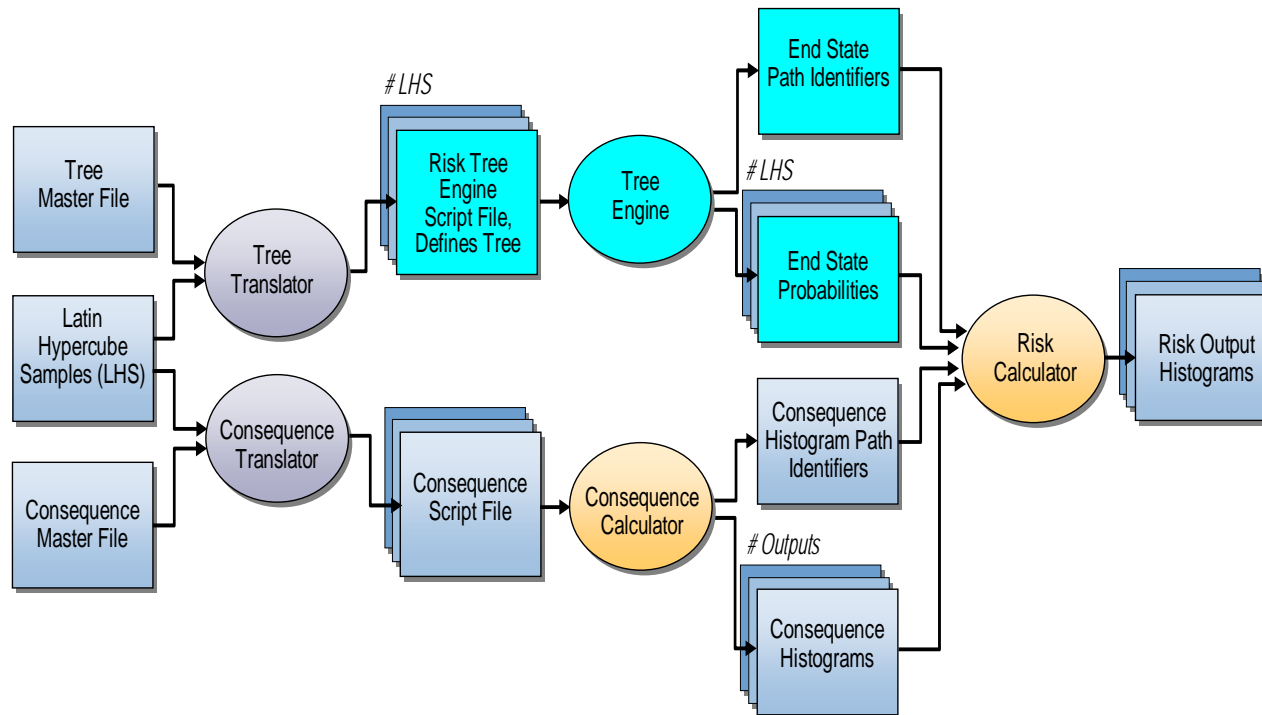 # LHS
Tree
Master File
Latin
Hypercube
Samples (LHS)
Consequence
Master File
Tree
Translator
Consequence
Translator
Risk Tree
Engine
Script File,
Defines Tree
Consequence
Script File
Tree
Engine
Consequence
Calculator
End State
Path Identifiers
# LHS
End State
Probabilities
Consequence
Histogram Path
Identifiers
# Outputs
Consequence
Histograms
Risk
Calculator
Risk Output
Histograms